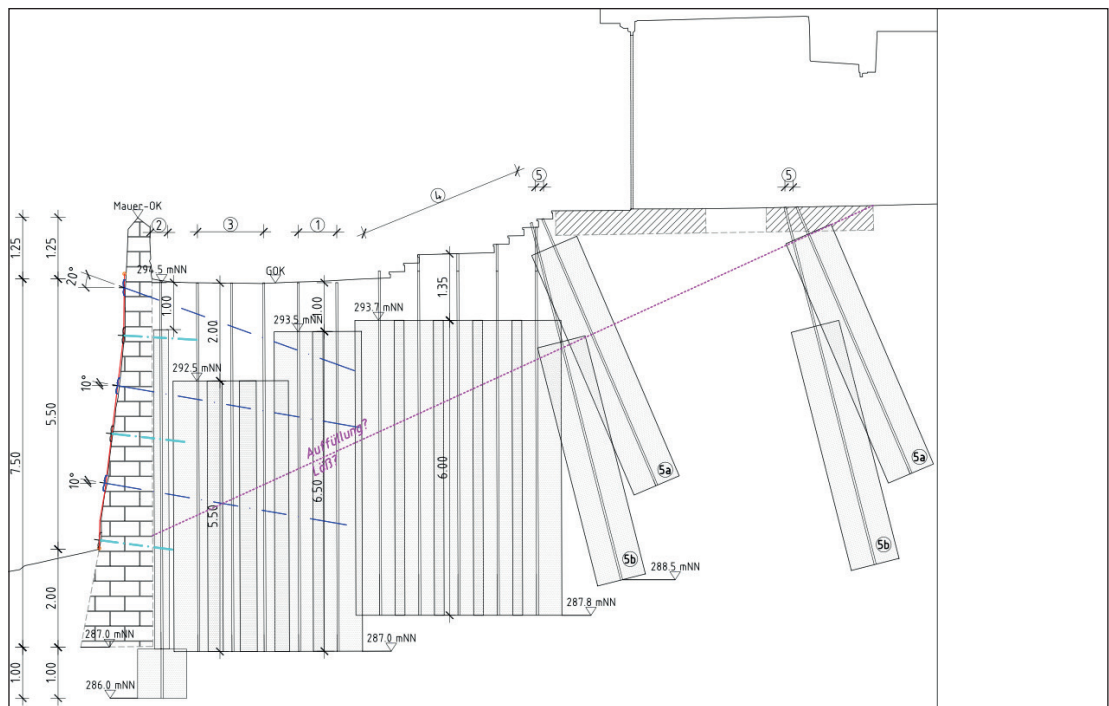 5
5
4
Mauer-OK
2
3
1
1.25
1.25
20°
294.5 mNN
GOK
1.00
2.00
1.00
1.35
293.5 mNN
293.7 mNN
292.5 mNN
10°
5.50
7.50
Auffüllung?
Löß?
10°
5.50
6.50
6.00
5a
5a
5b
5b
288.5 mNN
2.00
287.8 mNN
287.0 mNN
287.0 mNN
1.00
1.00
286.0 mNN